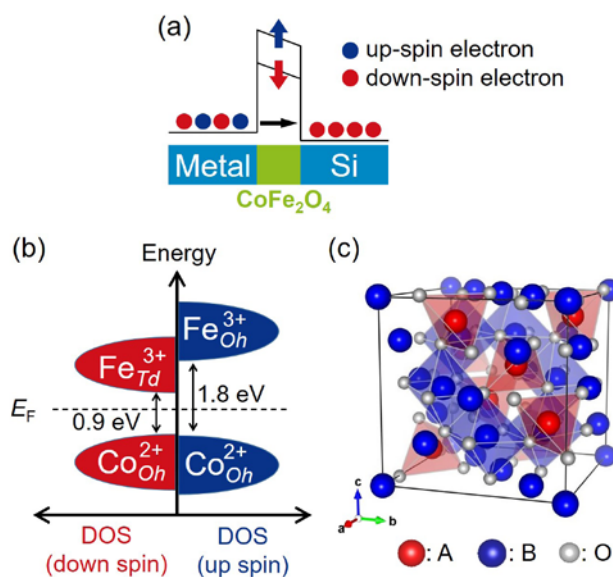 (a)
up-spin electron
down-spin electron
Metal
Si
CoFe₂O₄
(b)
Energy
(c)
Fe³⁺Oh
Fe³⁺Td
1.8 eV
EF
0.9 eV
Co²⁺Oh
Co²⁺Oh
DOS
(down spin)
DOS
(up spin)
c
a
b
: A
: B
: O